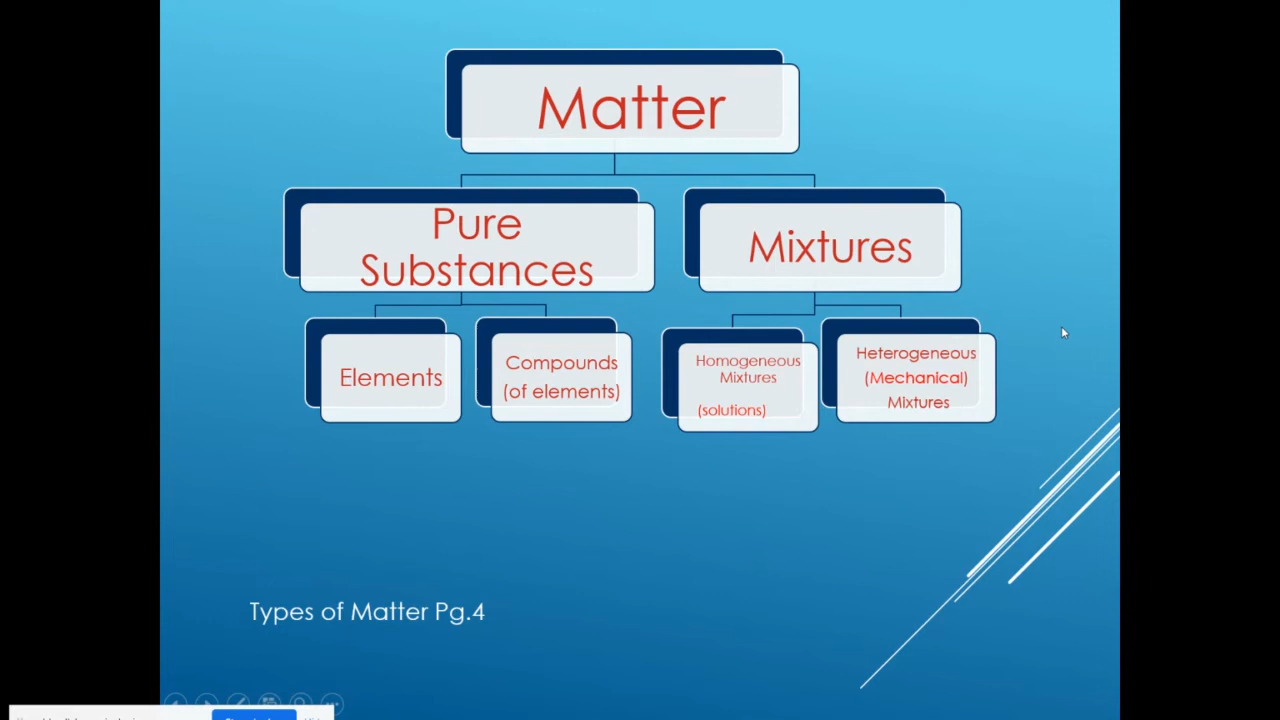 Matter
Pure
Substances
Mixtures
Elements
Compounds
(of elements)
Homogeneous
Mixtures
(solutions)
Heterogeneous
(Mechanical)
Mixtures
Types of Matter Pg.4